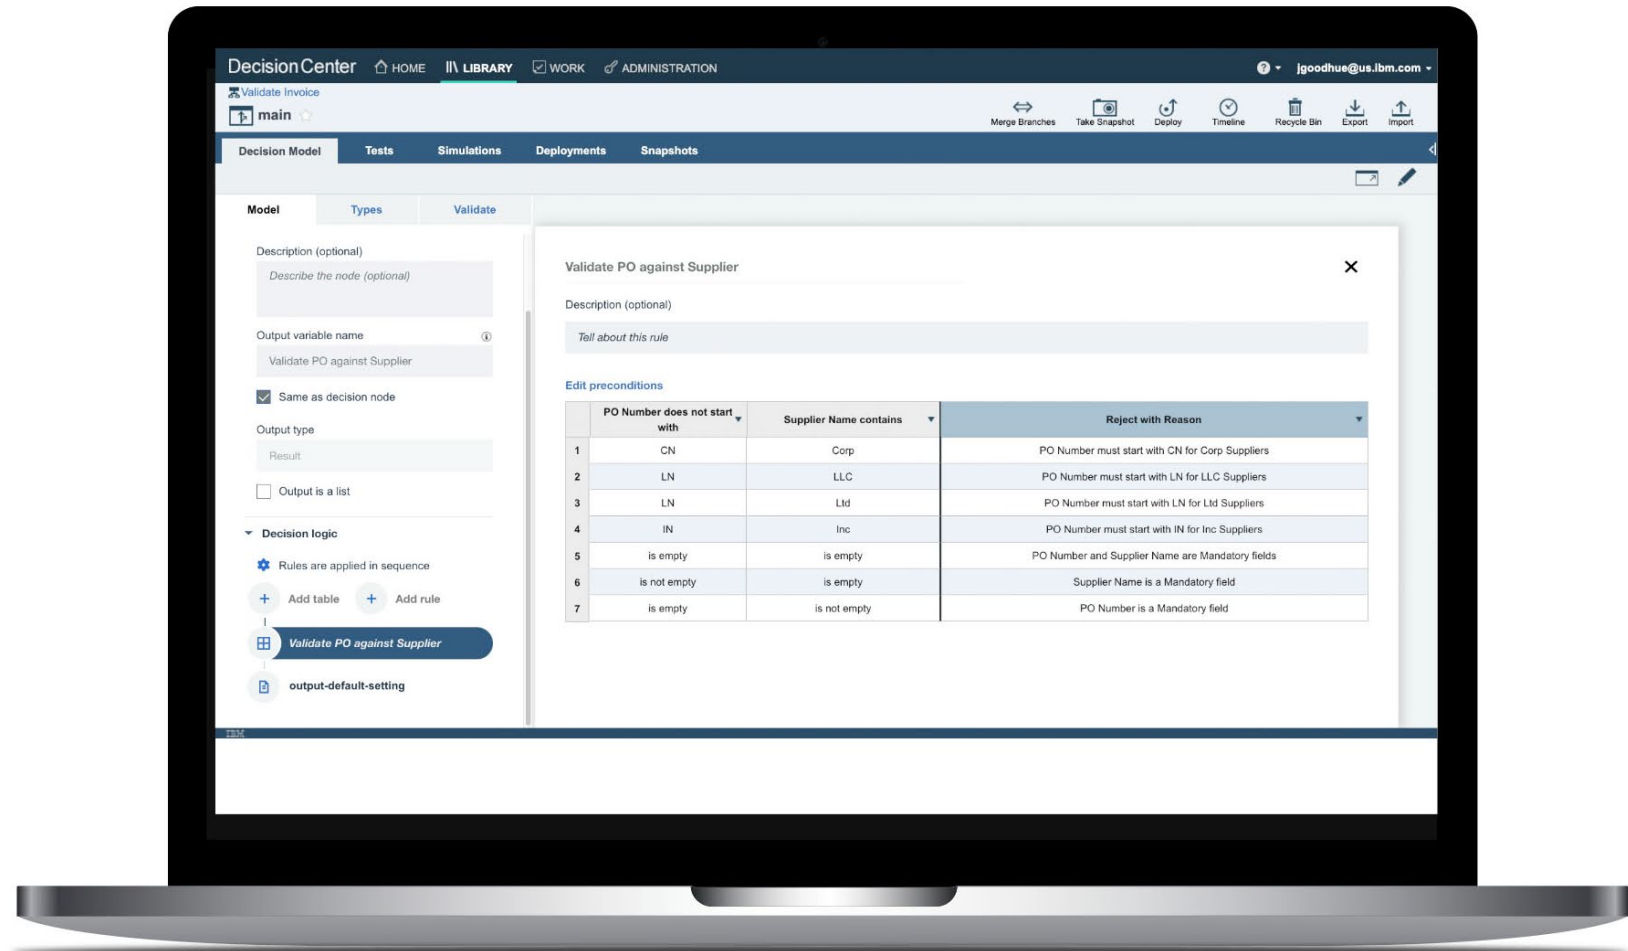 Decision Center HOME LIBRARY WORK ADMINISTRATION ? jgoodhue@us.ibm.com
Validate Invoice
main
Merge Branches Take Snapshot Deploy Timeline Recycle Bin Export Import
Decision Model Tests Simulations Deployments Snapshots
Model Types Validate
Description (optional)
Describe the node (optional)
Output variable name
Validate PO against Supplier
Same as decision node
Output type
Result
Output is a list
Decision logic
Rules are applied in sequence
+ Add table + Add rule
Validate PO against Supplier
output-default-setting
Validate PO against Supplier
Description (optional)
Tell about this rule
Edit preconditions
PO Number does not start
with
Supplier Name contains
Reject with Reason
1 CN Corp PO Number must start with CN for Corp Suppliers
2 LN LLC PO Number must start with LN for LLC Suppliers
3 LN Ltd PO Number must start with LN for Ltd Suppliers
4 IN Inc PO Number must start with IN for Inc Suppliers
5 is empty is empty PO Number and Supplier Name are Mandatory fields
6 is not empty is empty Supplier Name is a Mandatory field
7 is empty is not empty PO Number is a Mandatory field
IBM